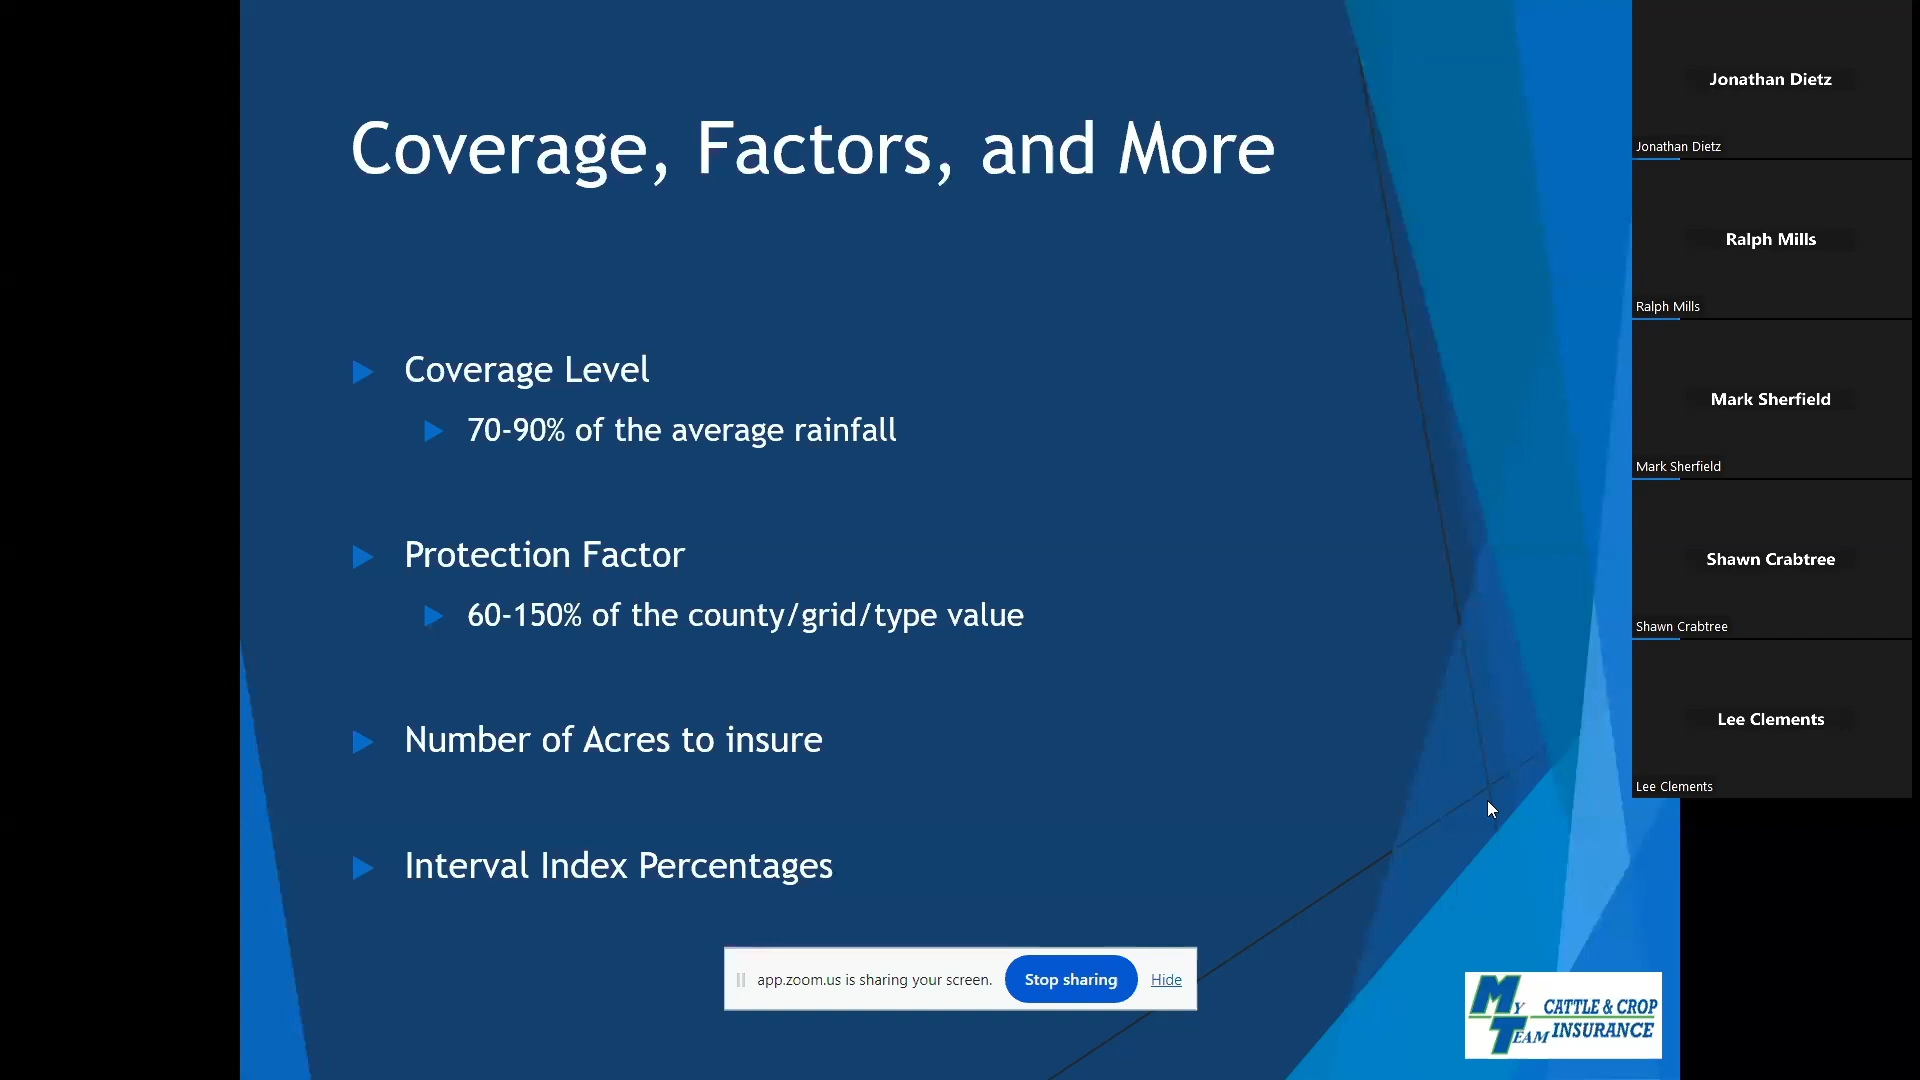 Coverage, Factors, and More
Coverage Level
70-90% of the average rainfall
Protection Factor
60-150% of the county/grid/type value
Number of Acres to insure
Interval Index Percentages
app.zoom.us is sharing your screen. Stop sharing Hide
MY TEAM
CATTLE & CROP
INSURANCE
Jonathan Dietz
Jonathan Dietz
Ralph Mills
Ralph Mills
Mark Sherfield
Mark Sherfield
Shawn Crabtree
Shawn Crabtree
Lee Clements
Lee Clements